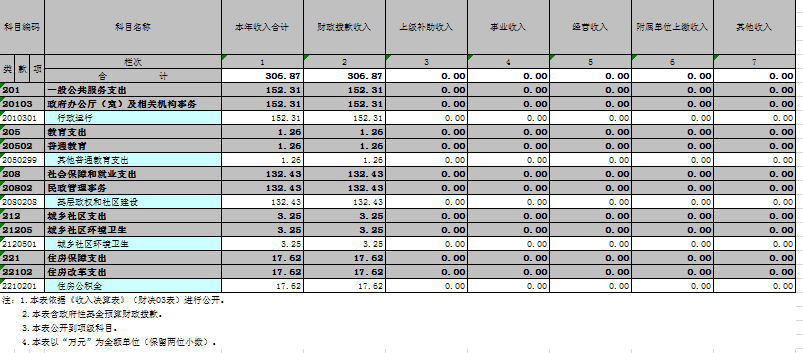 科目编码 科目名称 本年收入合计 财政拨款收入 上级补助收入 事业收入 经营收入 附属单位上缴收入 其他收入
类 款 项 栏次 1 2 3 4 5 6 7
合 计 306.87 306.87 0.00 0.00 0.00 0.00 0.00
201 一般公共服务支出 152.31 152.31 0.00 0.00 0.00 0.00 0.00
20103 政府办公厅（室）及相关机构事务 152.31 152.31 0.00 0.00 0.00 0.00 0.00
2010301 行政运行 152.31 152.31 0.00 0.00 0.00 0.00 0.00
205 教育支出 1.26 1.26 0.00 0.00 0.00 0.00 0.00
20502 普通教育 1.26 1.26 0.00 0.00 0.00 0.00 0.00
2050299 其他普通教育支出 1.26 1.26 0.00 0.00 0.00 0.00 0.00
208 社会保障和就业支出 132.43 132.43 0.00 0.00 0.00 0.00 0.00
20802 民政管理事务 132.43 132.43 0.00 0.00 0.00 0.00 0.00
2080208 基层政权和社区建设 132.43 132.43 0.00 0.00 0.00 0.00 0.00
212 城乡社区支出 3.25 3.25 0.00 0.00 0.00 0.00 0.00
21205 城乡社区环境卫生 3.25 3.25 0.00 0.00 0.00 0.00 0.00
2120501 城乡社区环境卫生 3.25 3.25 0.00 0.00 0.00 0.00 0.00
221 住房保障支出 17.62 17.62 0.00 0.00 0.00 0.00 0.00
22102 住房改革支出 17.62 17.62 0.00 0.00 0.00 0.00 0.00
2210201 住房公积金 17.62 17.62 0.00 0.00 0.00 0.00 0.00
注：1.本表依据《收入决算表》（财决03表）进行公开。
2.本表含政府性基金预算财政拨款。
3.本表公开到项级科目。
4.本表以“万元”为金额单位（保留两位小数）。